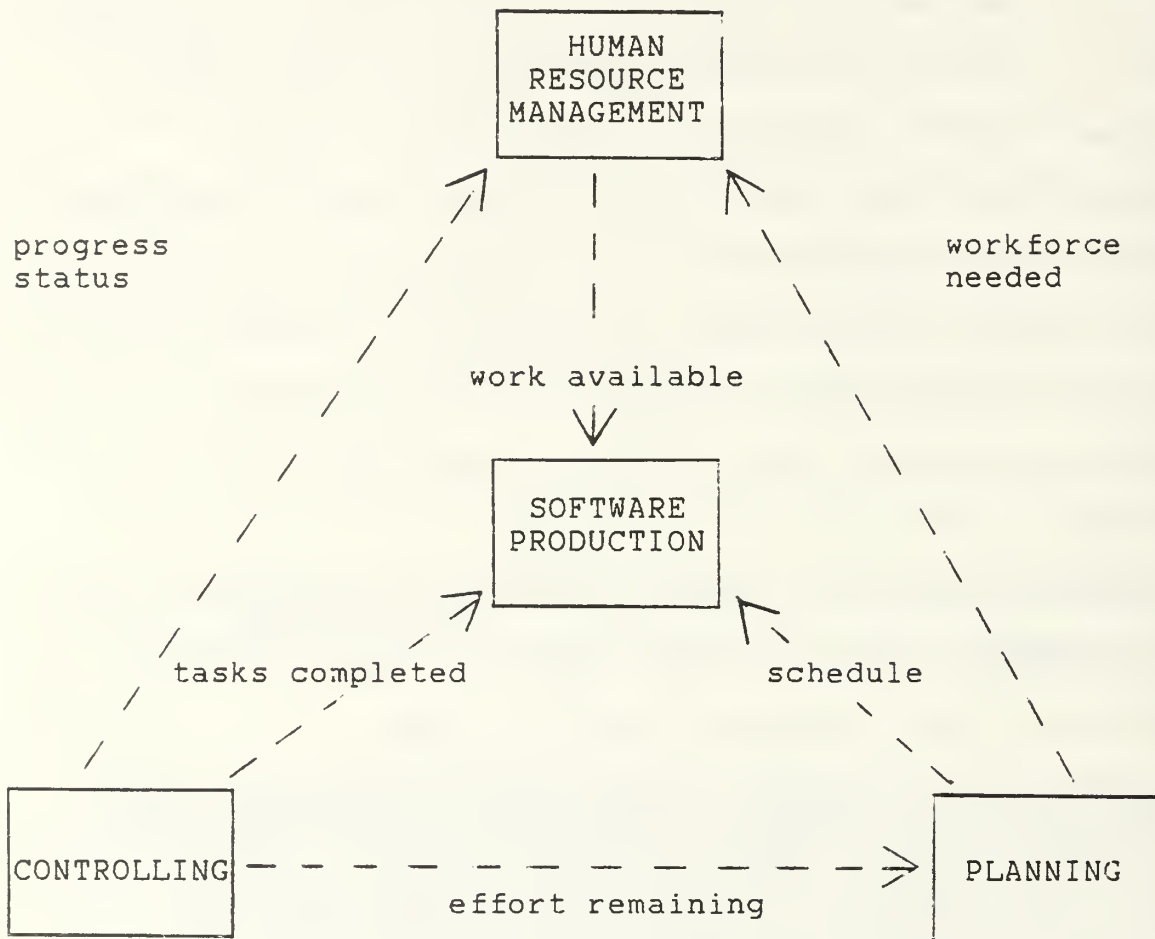 HUMAN
RESOURCE
MANAGEMENT
progress
status
workforce
needed
work available
SOFTWARE
PRODUCTION
tasks completed
schedule
CONTROLLING
PLANNING
effort remaining